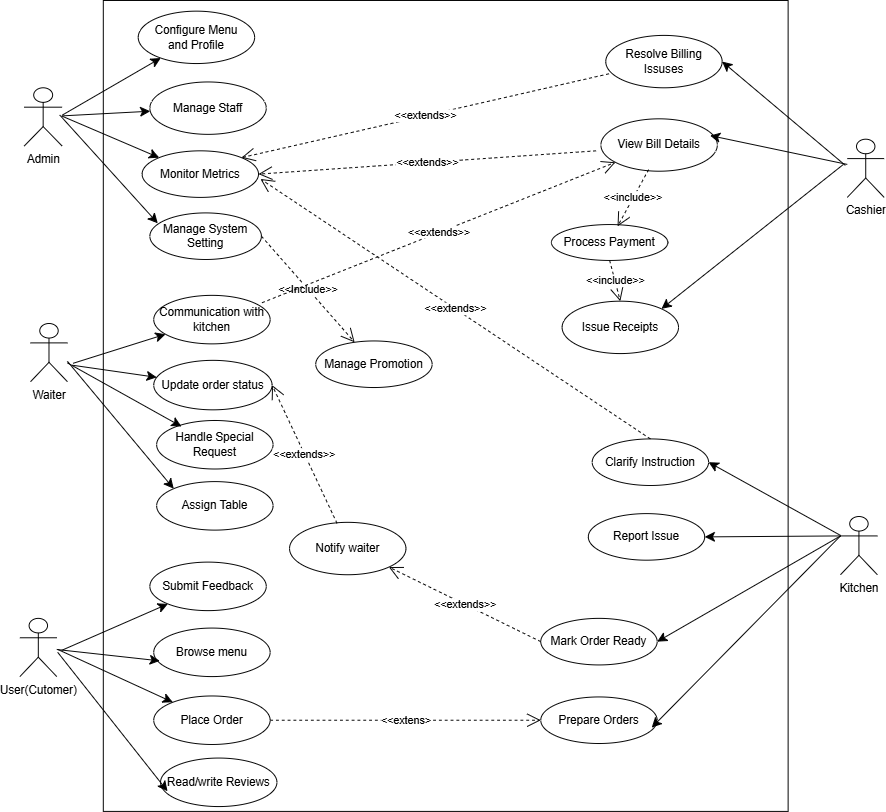 Configure Menu
and Profile
Resolve Billing
Issuses
Manage Staff
<<extends>>
View Bill Details
Admin
<<extends>>
Monitor Metrics
<<include>>
Cashier
Manage System
Setting
<<extends>>
Process Payment
<<Include>>
<<include>>
Communication with
kitchen
<<extends>>
Issue Receipts
Manage Promotion
Waiter
Update order status
Handle Special
Request
<<extends>>
Clarify Instruction
Assign Table
Report Issue
Notify waiter
Kitchen
Submit Feedback
<<extends>>
Mark Order Ready
Browse menu
User(Cutomer)
Place Order
<<extens>
Prepare Orders
Read/write Reviews